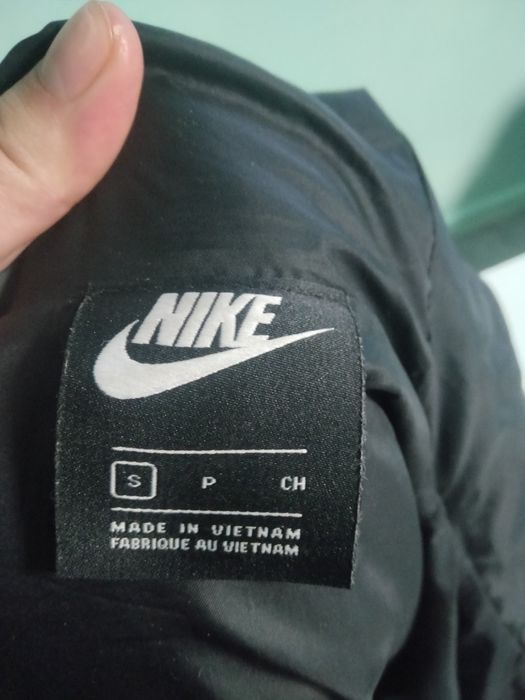 NIKE
S P CH
MADE IN VIETNAM
FABRIQUE AU VIETNAM